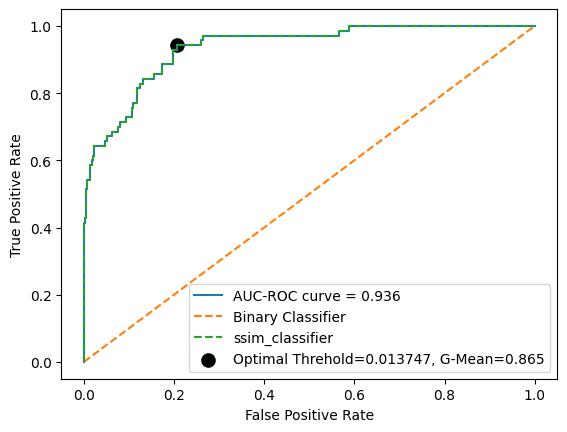 1.0
0.8
0.6
0.4
0.2
0.0
True Positive Rate
AUC-ROC curve = 0.936
Binary Classifier
ssim_classifier
Optimal Threhold=0.013747, G-Mean=0.865
0.0 0.2 0.4 0.6 0.8 1.0
False Positive Rate